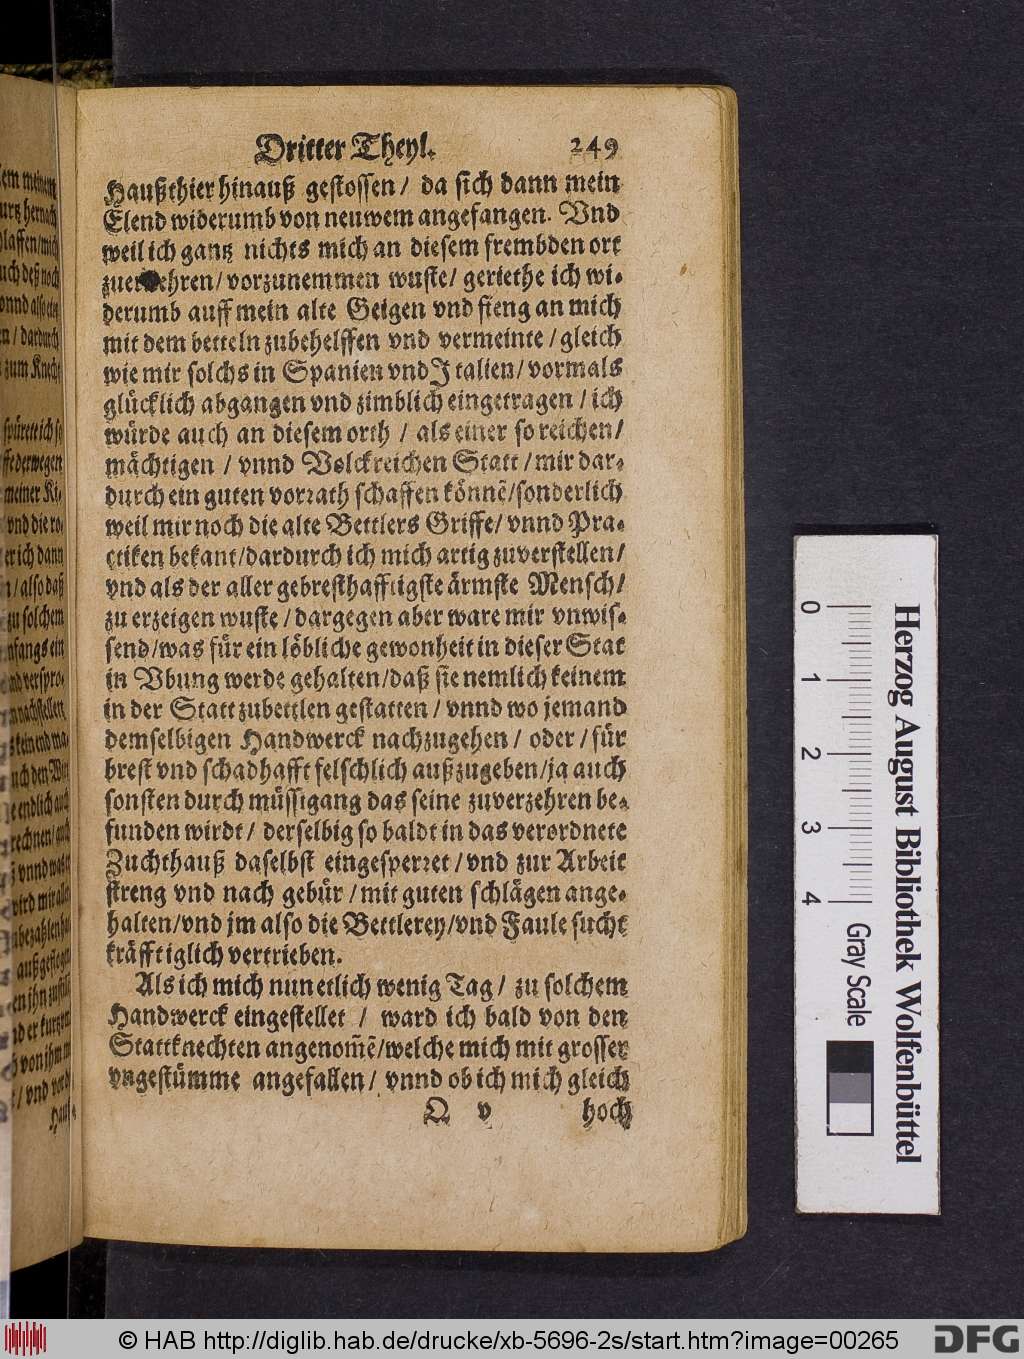 Dritter Theyl. 249
Haußthier hinauß gestossen / da sich dann mein
Elend widerumb von neuwem angefangen. Vnd
weil ich gantz nichts mich an diesem frembden ort
vorzunemmen wuste / geriethe ich wi-
derumb auff mein alte Geigen vnd fieng an mich
mit dem betteln zubehelffen vnd vermeinte / gleich
wie mir solchs in Spanien vnd Jtalien / vormals
glücklich abgangen vnd zimblich eingetragen / ich
würde auch an diesem orth / als einer so reichen /
mächtigen / vnnd Volckreichen Statt / mir dar-
durch ein guten vorrath schaffen könnẽ / sonderlich
weil mir noch die alte Bettlers Griffe / vnnd Pra-
ctiken bekant / dardurch ich mich artig zuverstellen /
vnd als der aller gebresthafftigste ärmste Mensch /
zu erzeigen wuste / dargegen aber ware mir vnwis-
send / was für ein löbliche gewonheit in dieser Stat
in Vbung werde gehalten / daß sie nemlich keinem
in der Statt zubettlen gestatten / vnnd wo jemand
demselbigen Handwerck nachzugehen / oder / für
brest vnd schadhafft felschlich außzugeben / ja auch
sonsten durch müssigang das seine zuverzehren be-
funden wirdt / derselbig so baldt in das verordnete
Zuchthauß daselbst eingesperret / vnd zur Arbeit
streng vnd nach gebür / mit guten schlägen ange-
halten / vnd jm also die Bettlerey / vnd Faule sucht
kräfftiglich vertrieben.
Als ich mich nun etlich wenig Tag / zu solchem
Handwerck eingestellet / ward ich bald von den
Stattknechten angenom̃ẽ / welche mich mit grosser
vngestümme angefallen / vnnd ob ich mich gleich
Q v hoch
0 1 2 3 4 Gray Scale
Herzog August Bibliothek Wolfenbüttel
© HAB http://diglib.hab.de/drucke/xb-5696-2s/start.htm?image=00265
DFG